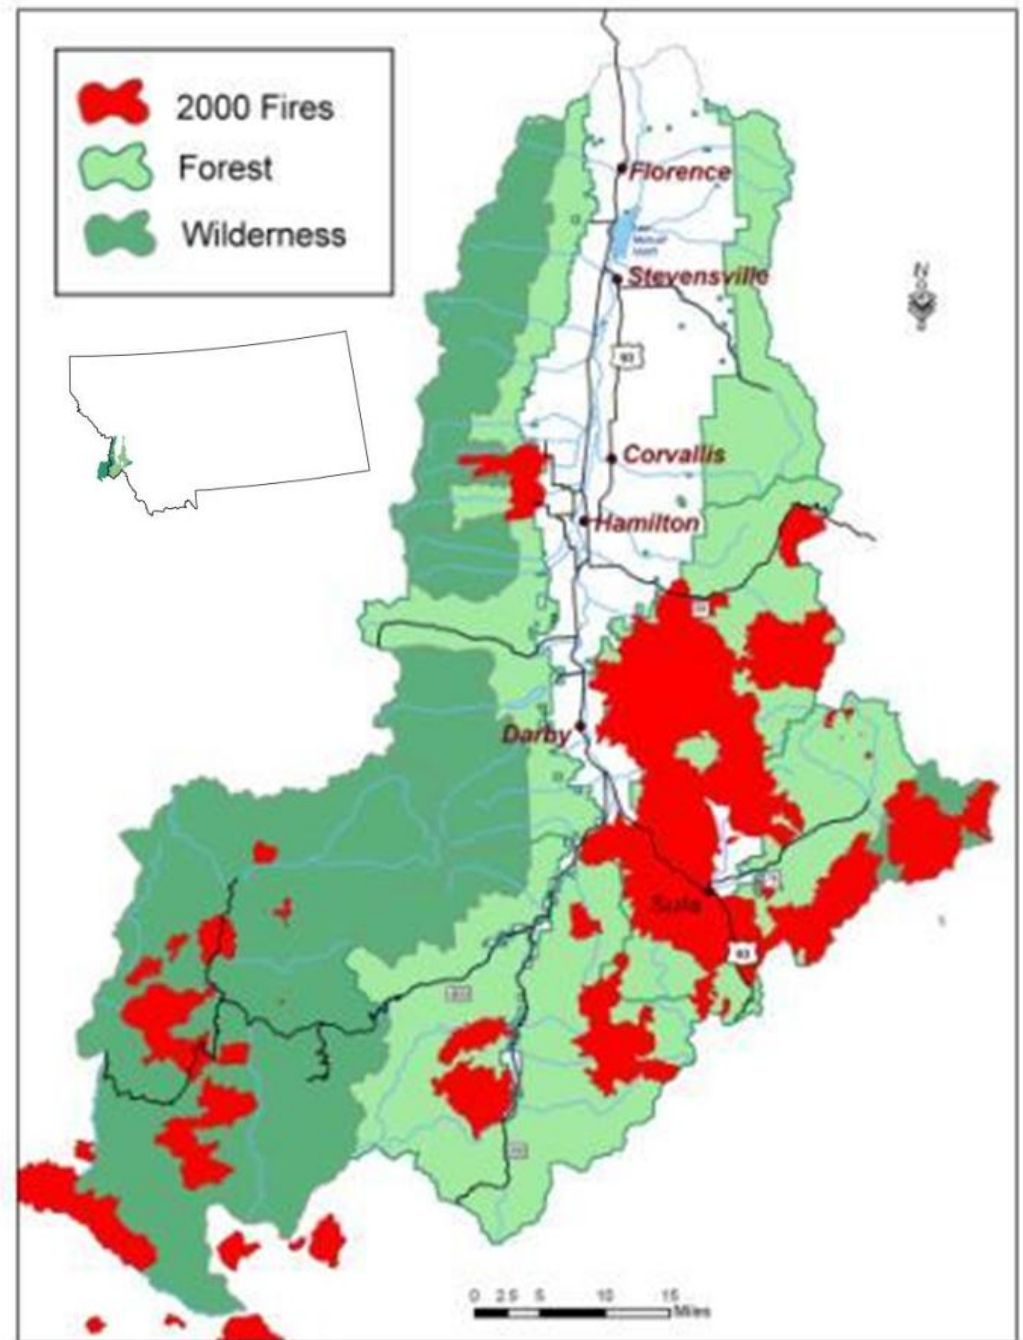 2000 Fires
Forest
Wilderness
Florence
Stevensville
N
93
Corvallis
Hamilton
Darby
Sula
93
0 2.5 5 10 15
Miles